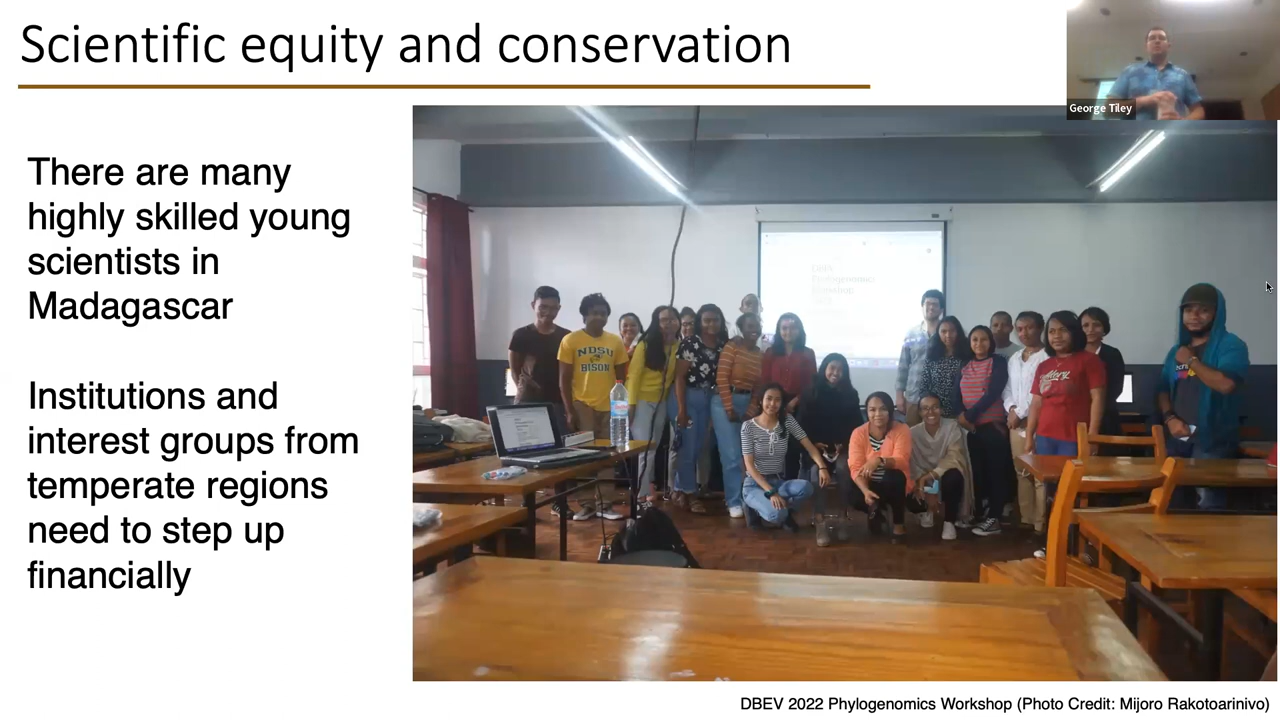 Scientific equity and conservation
George Tiley
There are many
highly skilled young
scientists in
Madagascar
Institutions and
interest groups from
temperate regions
need to step up
financially
NDSU
BISON
DBEV 2022 Phylogenomics Workshop (Photo Credit: Mijoro Rakotoarinivo)